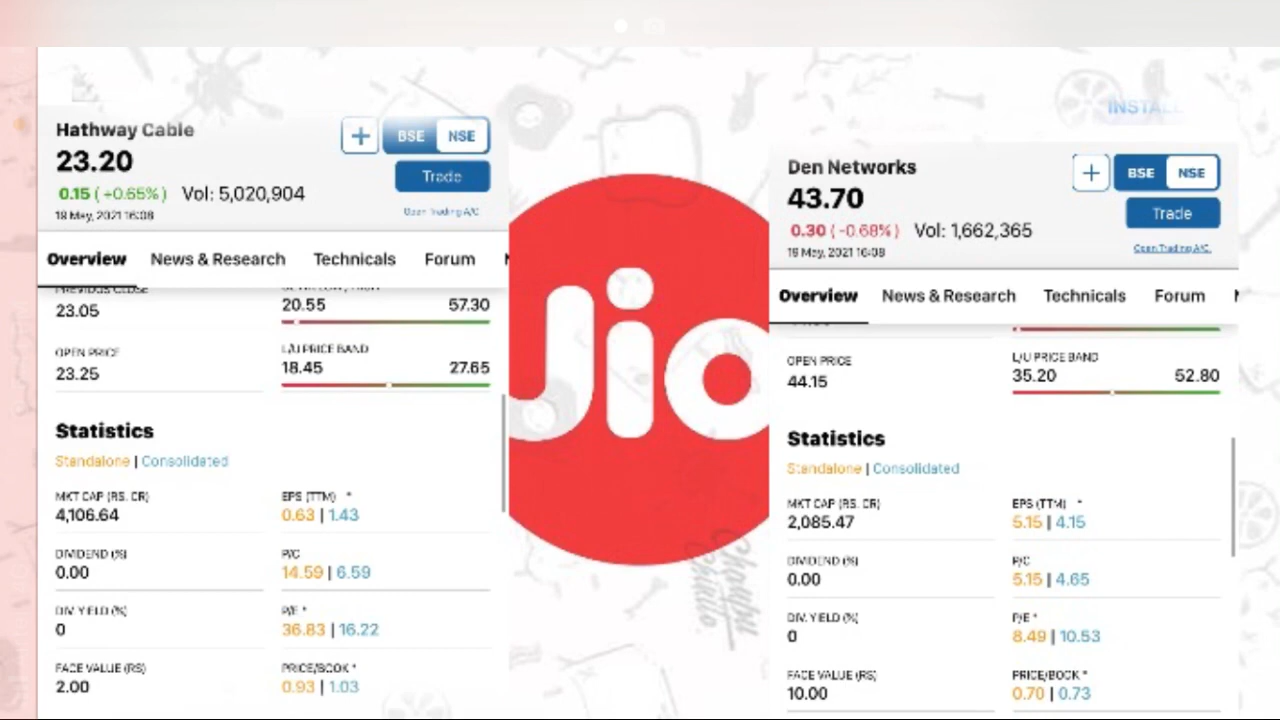 Hathway Cable
23.20
0.15 ( +0.65% ) Vol: 5,020,904
19 May, 2021 16:08
+
BSE NSE
Trade
Open Trading A/C.
Overview News & Research Technicals Forum
PREVIOUS CLOSE
23.05
20.55 57.30
OPEN PRICE
23.25
L/U PRICE BAND
18.45 27.65
Statistics
Standalone | Consolidated
MKT CAP (RS. CR)
4,106.64
EPS (TTM) *
0.63 | 1.43
DIVIDEND (%)
0.00
P/C
14.59 | 6.59
DIV. YIELD (%)
0
P/E *
36.83 | 16.22
FACE VALUE (RS)
2.00
PRICE/BOOK *
0.93 | 1.03
Jio
INSTALL
Den Networks
43.70
0.30 ( -0.68% ) Vol: 1,662,365
19 May, 2021 16:08
+
BSE NSE
Trade
Open Trading A/C.
Overview News & Research Technicals Forum
OPEN PRICE
44.15
L/U PRICE BAND
35.20 52.80
Statistics
Standalone | Consolidated
MKT CAP (RS. CR)
2,085.47
EPS (TTM) *
5.15 | 4.15
DIVIDEND (%)
0.00
P/C
5.15 | 4.65
DIV. YIELD (%)
0
P/E *
8.49 | 10.53
FACE VALUE (RS)
10.00
PRICE/BOOK *
0.70 | 0.73